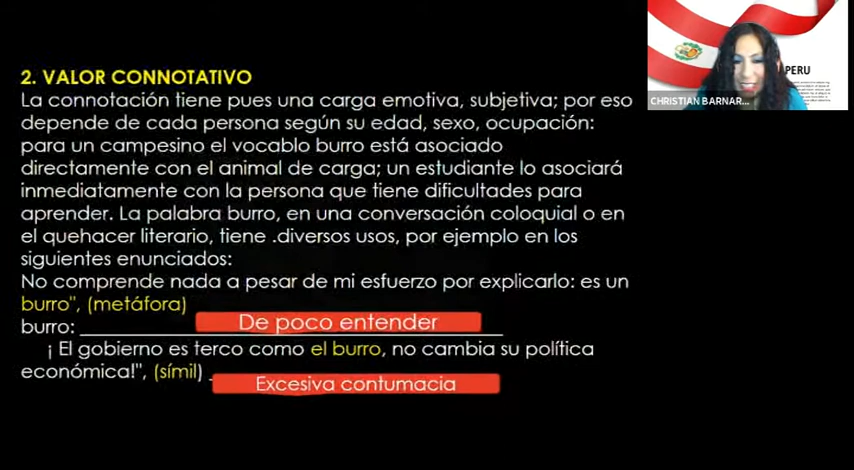 2. VALOR CONNOTATIVO
La connotación tiene pues una carga emotiva, subjetiva; por eso
depende de cada persona según su edad, sexo, ocupación:
para un campesino el vocablo burro está asociado
directamente con el animal de carga; un estudiante lo asociará
inmediatamente con la persona que tiene dificultades para
aprender. La palabra burro, en una conversación coloquial o en
el quehacer literario, tiene .diversos usos, por ejemplo en los
siguientes enunciados:
No comprende nada a pesar de mi esfuerzo por explicarlo: es un
burro", (metáfora)
burro: De poco entender
¡ El gobierno es terco como el burro, no cambia su política
económica!", (símil) Excesiva contumacia
PERU
CHRISTIAN BARNAR...